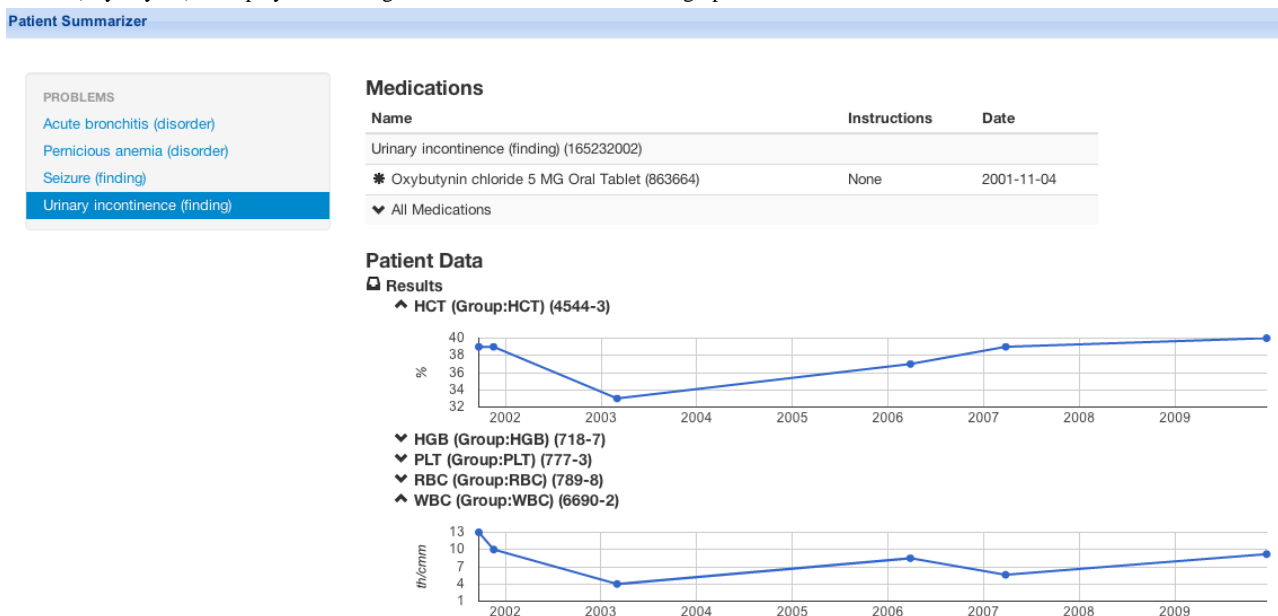 Patient Summarizer
PROBLEMS
Acute bronchitis (disorder)
Pernicious anemia (disorder)
Seizure (finding)
Urinary incontinence (finding)
Medications
Name Instructions Date
Urinary incontinence (finding) (165232002)
✱ Oxybutynin chloride 5 MG Oral Tablet (863664) None 2001-11-04
All Medications
Patient Data
Results
HCT (Group:HCT) (4544-3)
40
38
36
34
32
%
2002 2003 2004 2005 2006 2007 2008 2009
HGB (Group:HGB) (718-7)
PLT (Group:PLT) (777-3)
RBC (Group:RBC) (789-8)
WBC (Group:WBC) (6690-2)
13
10
7
4
1
th/cmm
2002 2003 2004 2005 2006 2007 2008 2009